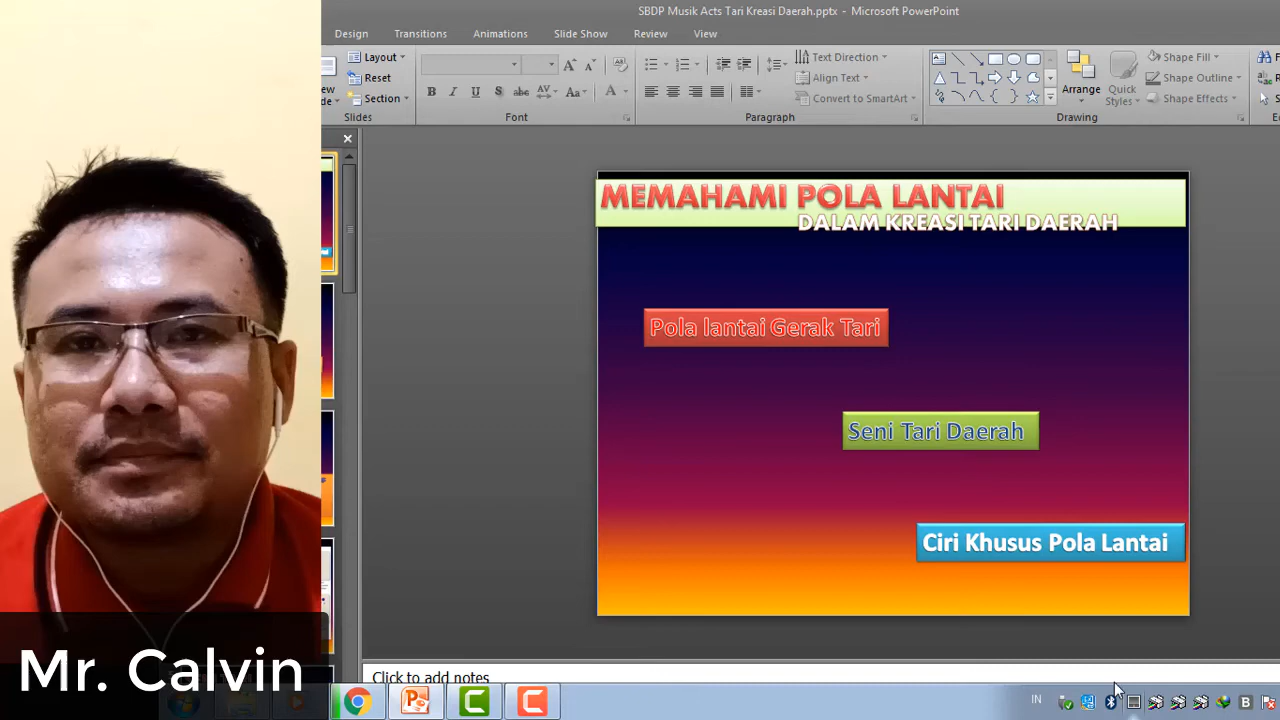 SBDP Musik Acts Tari Kreasi Daerah.pptx - Microsoft PowerPoint
Design Transitions Animations Slide Show Review View
Layout
Reset
Section
Slides
Font
Text Direction
Align Text
Convert to SmartArt
Paragraph
Arrange
Quick
Styles
Shape Fill
Shape Outline
Shape Effects
Drawing
MEMAHAMI POLA LANTAI
DALAM KREASI TARI DAERAH
Pola lantai Gerak Tari
Seni Tari Daerah
Ciri Khusus Pola Lantai
Click to add notes
Mr. Calvin
IN